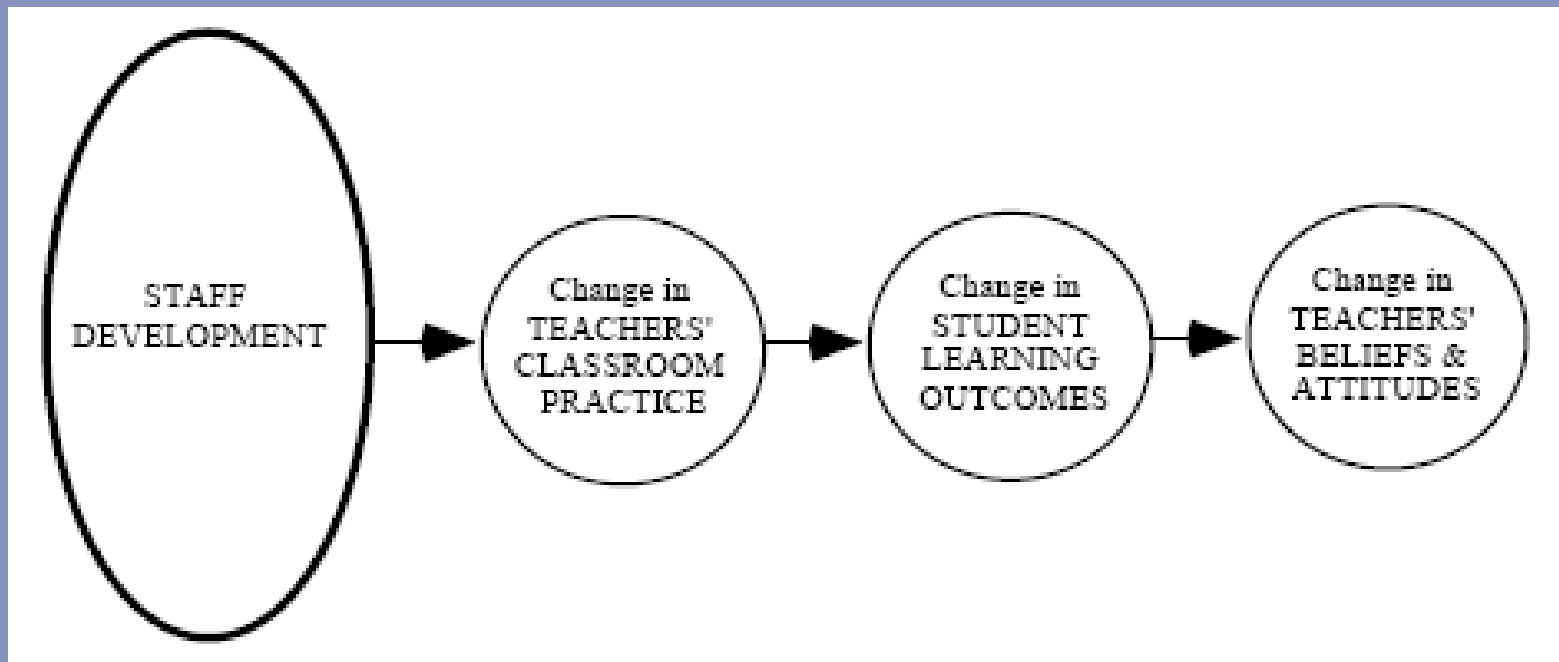 STAFF
DEVELOPMENT
Change in
TEACHERS'
CLASSROOM
PRACTICE
Change in
STUDENT
LEARNING
OUTCOMES
Change in
TEACHERS'
BELIEFS &
ATTITUDES